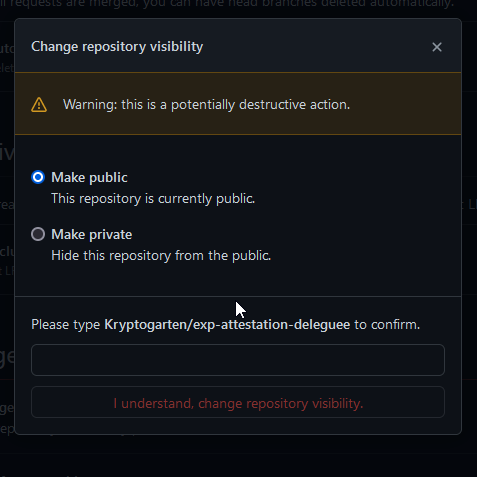 ll requests are merged, you can have head branches deleted automatically.
Change repository visibility
Warning: this is a potentially destructive action.
Make public
This repository is currently public.
Make private
Hide this repository from the public.
Please type Kryptogarten/exp-attestation-deleguee to confirm.
I understand, change repository visibility.